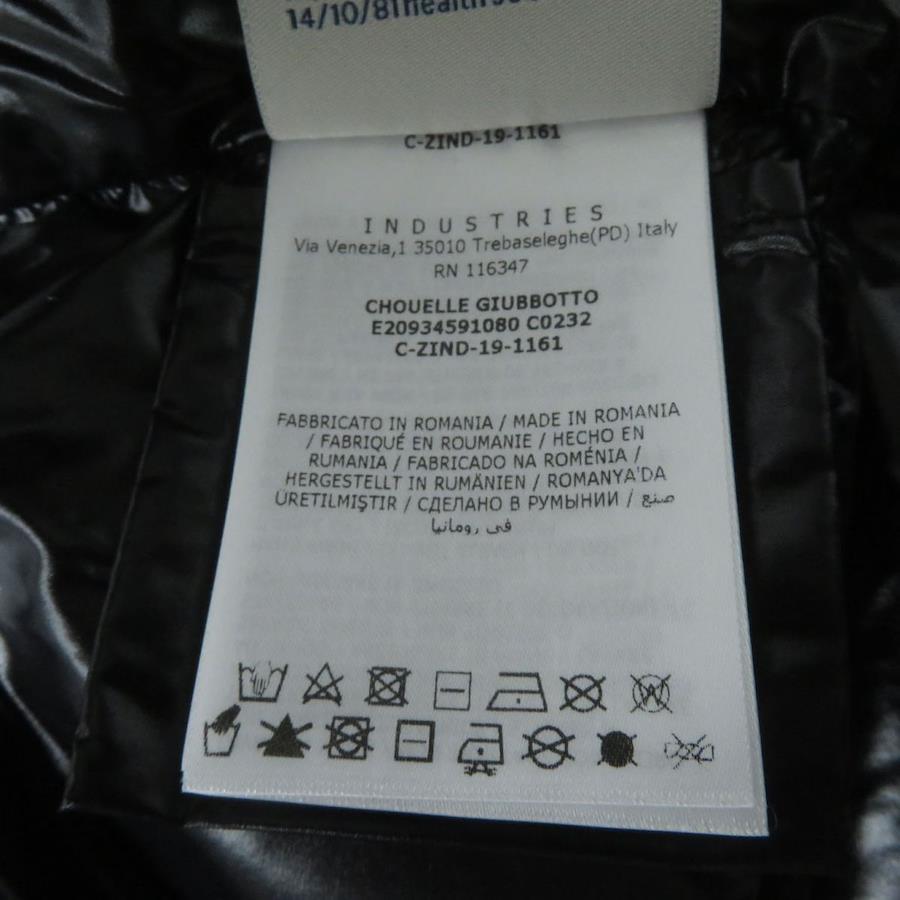 14/10/81
C-ZIND-19-1161
INDUSTRIES
Via Venezia,1 35010 Trebaseleghe(PD) Italy
RN 116347
CHOUELLE GIUBBOTTO
E20934591080 C0232
C-ZIND-19-1161
FABBRICATO IN ROMANIA / MADE IN ROMANIA
/ FABRIQUÉ EN ROUMANIE / HECHO EN
RUMANIA / FABRICADO NA ROMÉNIA /
HERGESTELLT IN RUMÄNIEN / ROMANYA'DA
ÜRETILMIŞTIR / СДЕЛАНО В РУМЫНИИ / صنع
في رومانيا
W